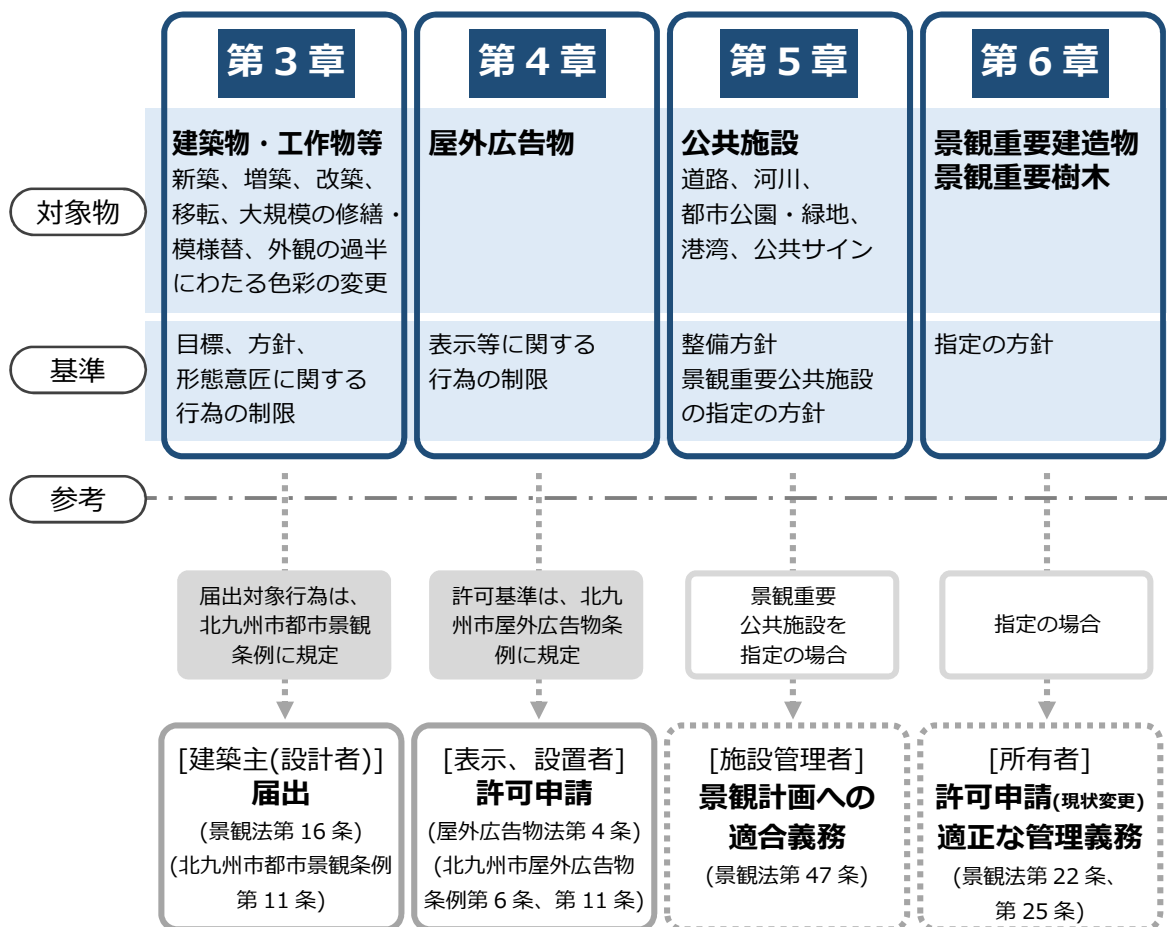 第3章
第4章
第5章
第6章
対象物
建築物・工作物等
新築、増築、改築、
移転、大規模の修繕・
模様替、外観の過半
にわたる色彩の変更
屋外広告物
公共施設
道路、河川、
都市公園・緑地、
港湾、公共サイン
景観重要建造物
景観重要樹木
基準
目標、方針、
形態意匠に関する
行為の制限
表示等に関する
行為の制限
整備方針
景観重要公共施設
の指定の方針
指定の方針
参考
届出対象行為は、
北九州市都市景観
条例に規定
許可基準は、北九
州市屋外広告物条
例に規定
景観重要
公共施設を
指定の場合
指定の場合
[建築主(設計者)]
届出
(景観法第16条)
(北九州市都市景観条例
第11条)
[表示、設置者]
許可申請
(屋外広告物法第4条)
(北九州市屋外広告物
条例第6条、第11条)
[施設管理者]
景観計画への
適合義務
(景観法第47条)
[所有者]
許可申請(現状変更)
適正な管理義務
(景観法第22条、
第25条)